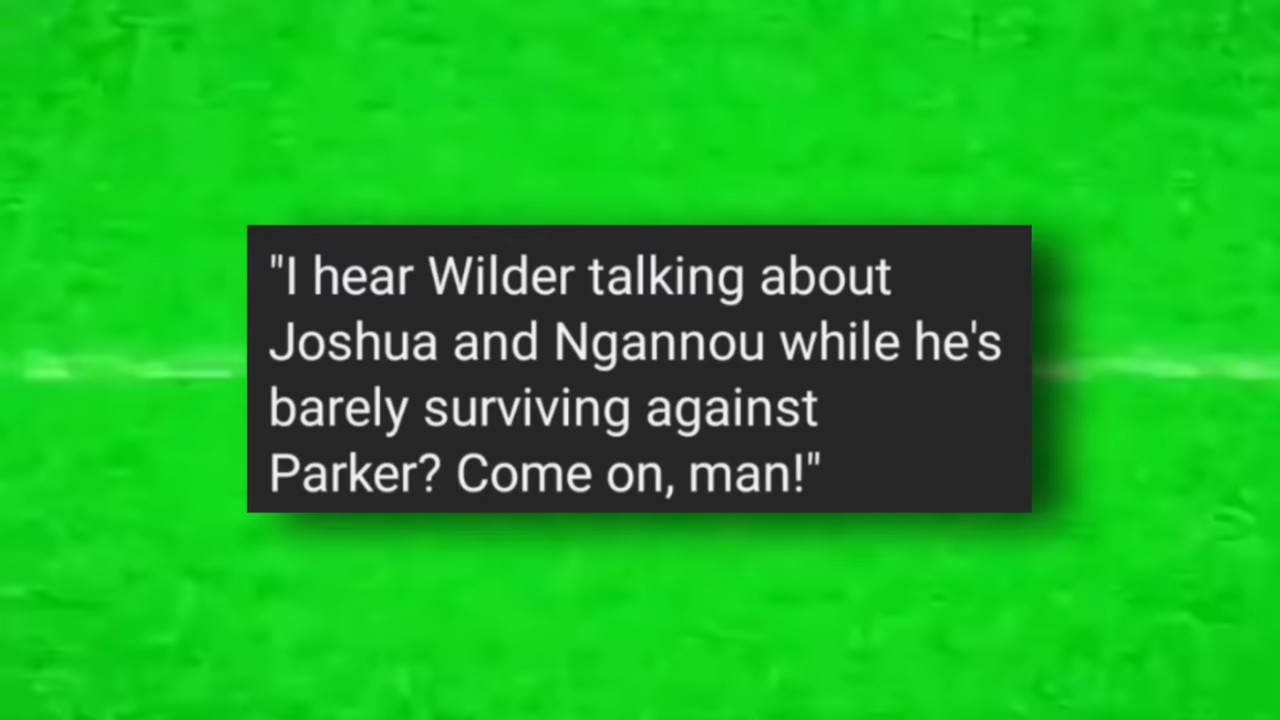 "I hear Wilder talking about
Joshua and Ngannou while he's
barely surviving against
Parker? Come on, man!"